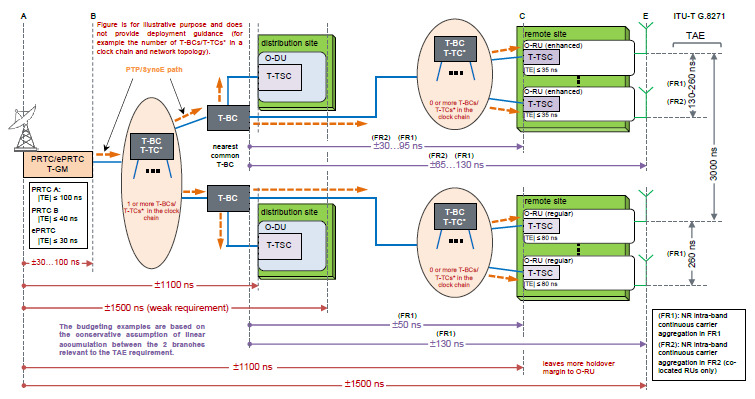 A
B
C
E
ITU-T G.8271
Figure is for illustrative purpose and does
not provide deployment guidance (for
example the number of T-BCs/T-TCs* in a
clock chain and network topology).
TAE
PTP/SyncE path
distribution site
O-DU
T-TSC
T-BC
T-TC*
0 or more T-BCs/
T-TCs* in the
clock chain
remote site
O-RU (enhanced)
T-TSC
|TE| ≤ 35 ns
O-RU (enhanced)
T-TSC
|TE| ≤ 35 ns
(FR1)
(FR2)
130-260 ns
3000 ns
T-BC
nearest
common
T-BC
(FR2) (FR1)
±30…95 ns
(FR2) (FR1)
±65…130 ns
PRTC/ePRTC
T-GM
PRTC A:
|TE| ≤ 100 ns
PRTC B
|TE| ≤ 40 ns
ePRTC
|TE| ≤ 30 ns
T-BC
T-TC*
1 or more T-BCs/
T-TCs* in the clock
chain
T-BC
distribution site
O-DU
T-TSC
T-BC
T-TC*
0 or more T-BCs/
T-TCs* in the
clock chain
remote site
O-RU (regular)
T-TSC
|TE| ≤ 80 ns
O-RU (regular)
T-TSC
|TE| ≤ 80 ns
(FR1)
260 ns
±30…100 ns
±1100 ns
±1500 ns (weak requirement)
(FR1)
±50 ns
(FR1)
±130 ns
The budgeting examples are based on
the conservative assumption of linear
accumulation between the 2 branches
relevant to the TAE requirement.
(FR1): NR intra-band
continuous carrier
aggregation in FR1
(FR2): NR intra-band
continuous carrier
aggregation in FR2 (co-
located RUs only)
±1100 ns
leaves more holdover
margin to O-RU
±1500 ns